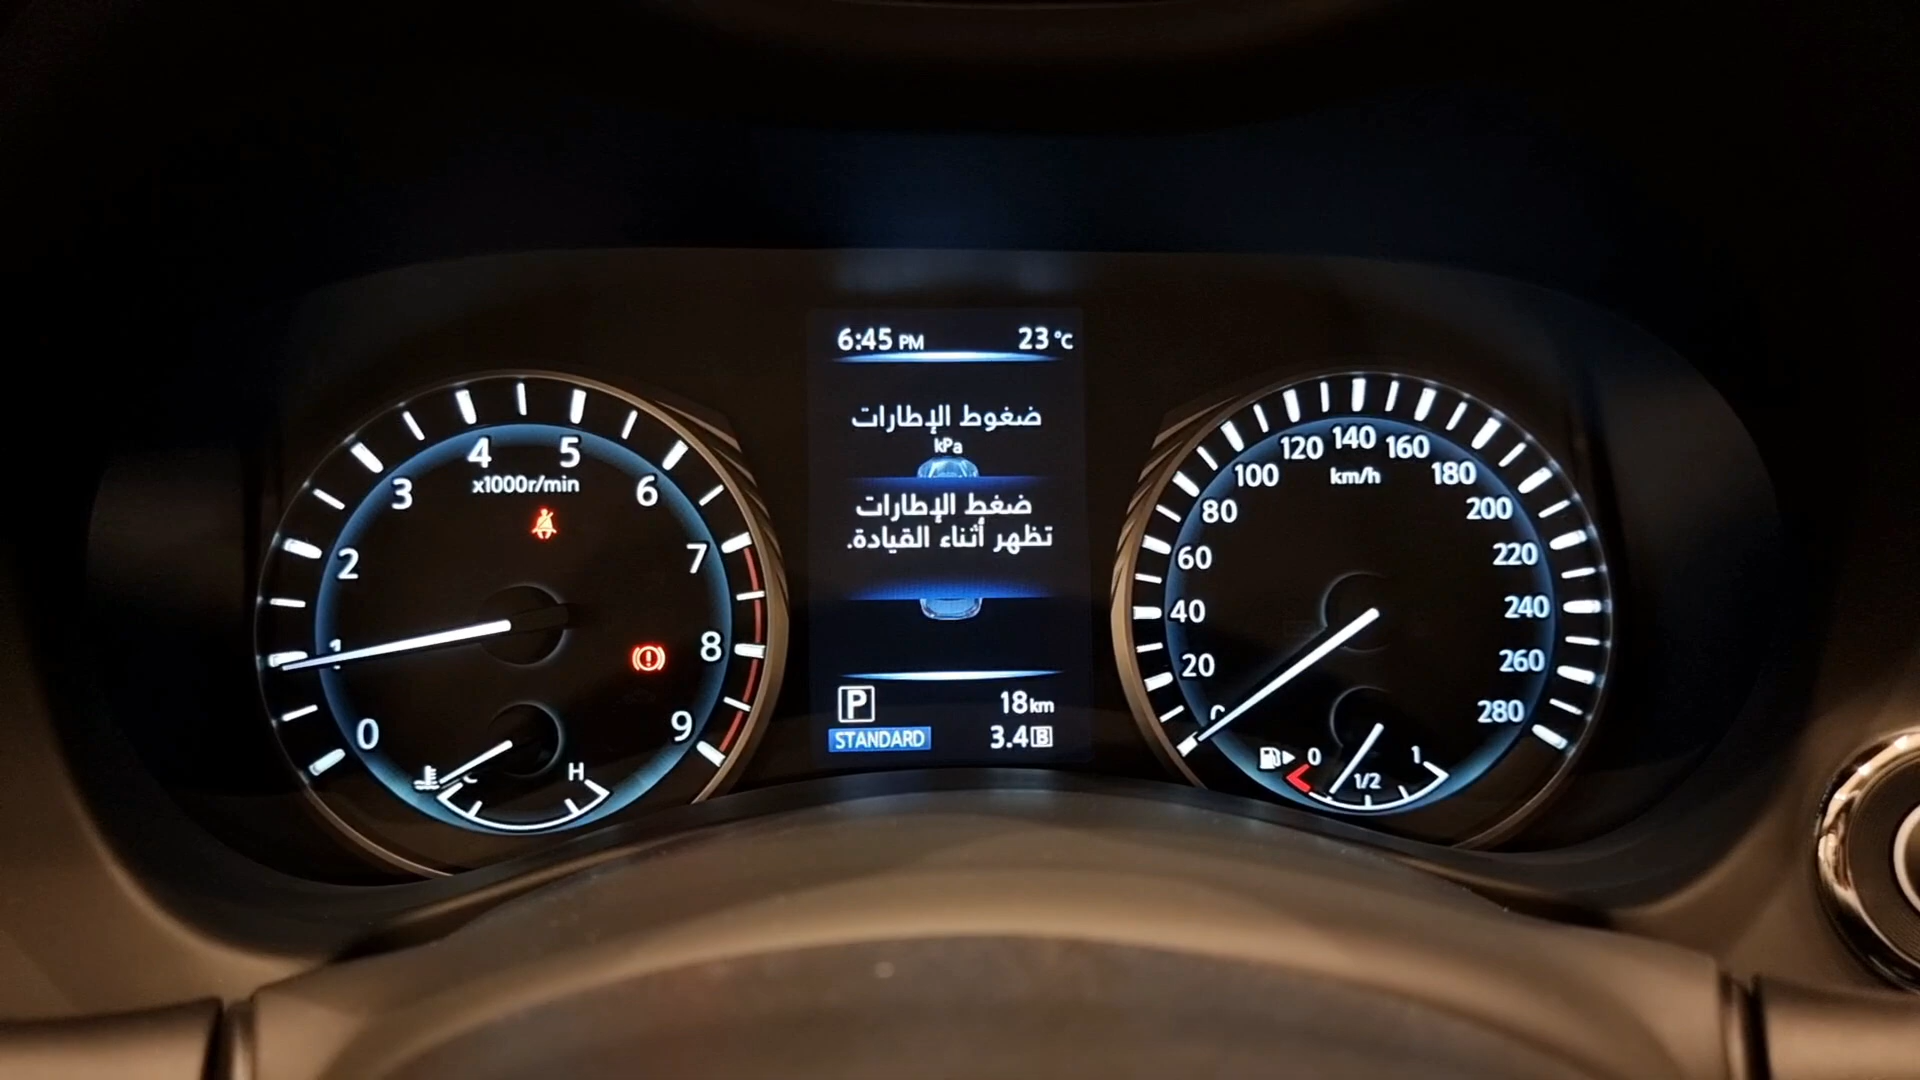 6:45 PM 23 °C
ضغوط الإطارات
kPa
ضغط الإطارات
تظهر أثناء القيادة.
P 18 km
STANDARD 3.4 B
0 1 2 3 4 5 6 7 8 9
x1000r/min
C H
0 20 40 60 80 100 120 140 160 180 200 220 240 260 280
km/h
0 1/2 1